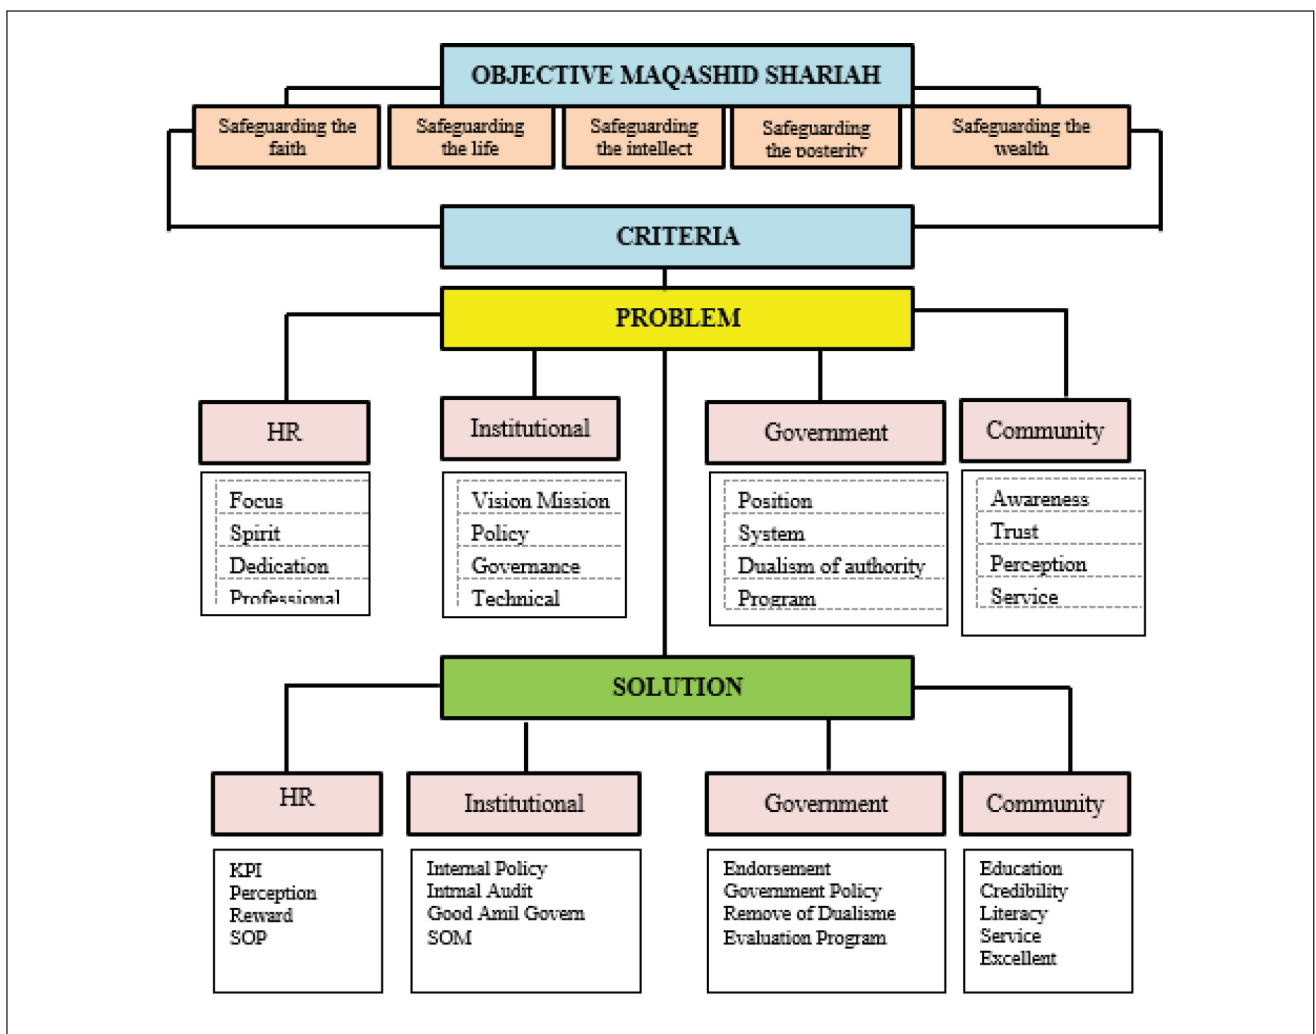 OBJECTIVE MAQASHID SHARIAH
Safeguarding the
faith
Safeguarding
the life
Safeguarding
the intellect
Safeguarding
the posterity
Safeguarding the
wealth
CRITERIA
PROBLEM
HR
Institutional
Government
Community
Focus
Spirit
Dedication
Professional
Vision Mission
Policy
Governance
Technical
Position
System
Dualism of authority
Program
Awareness
Trust
Perception
Service
SOLUTION
HR
Institutional
Government
Community
KPI
Perception
Reward
SOP
Internal Policy
Intrnal Audit
Good Amil Govern
SOM
Endorsement
Government Policy
Remove of Dualisme
Evaluation Program
Education
Credibility
Literacy
Service
Excellent